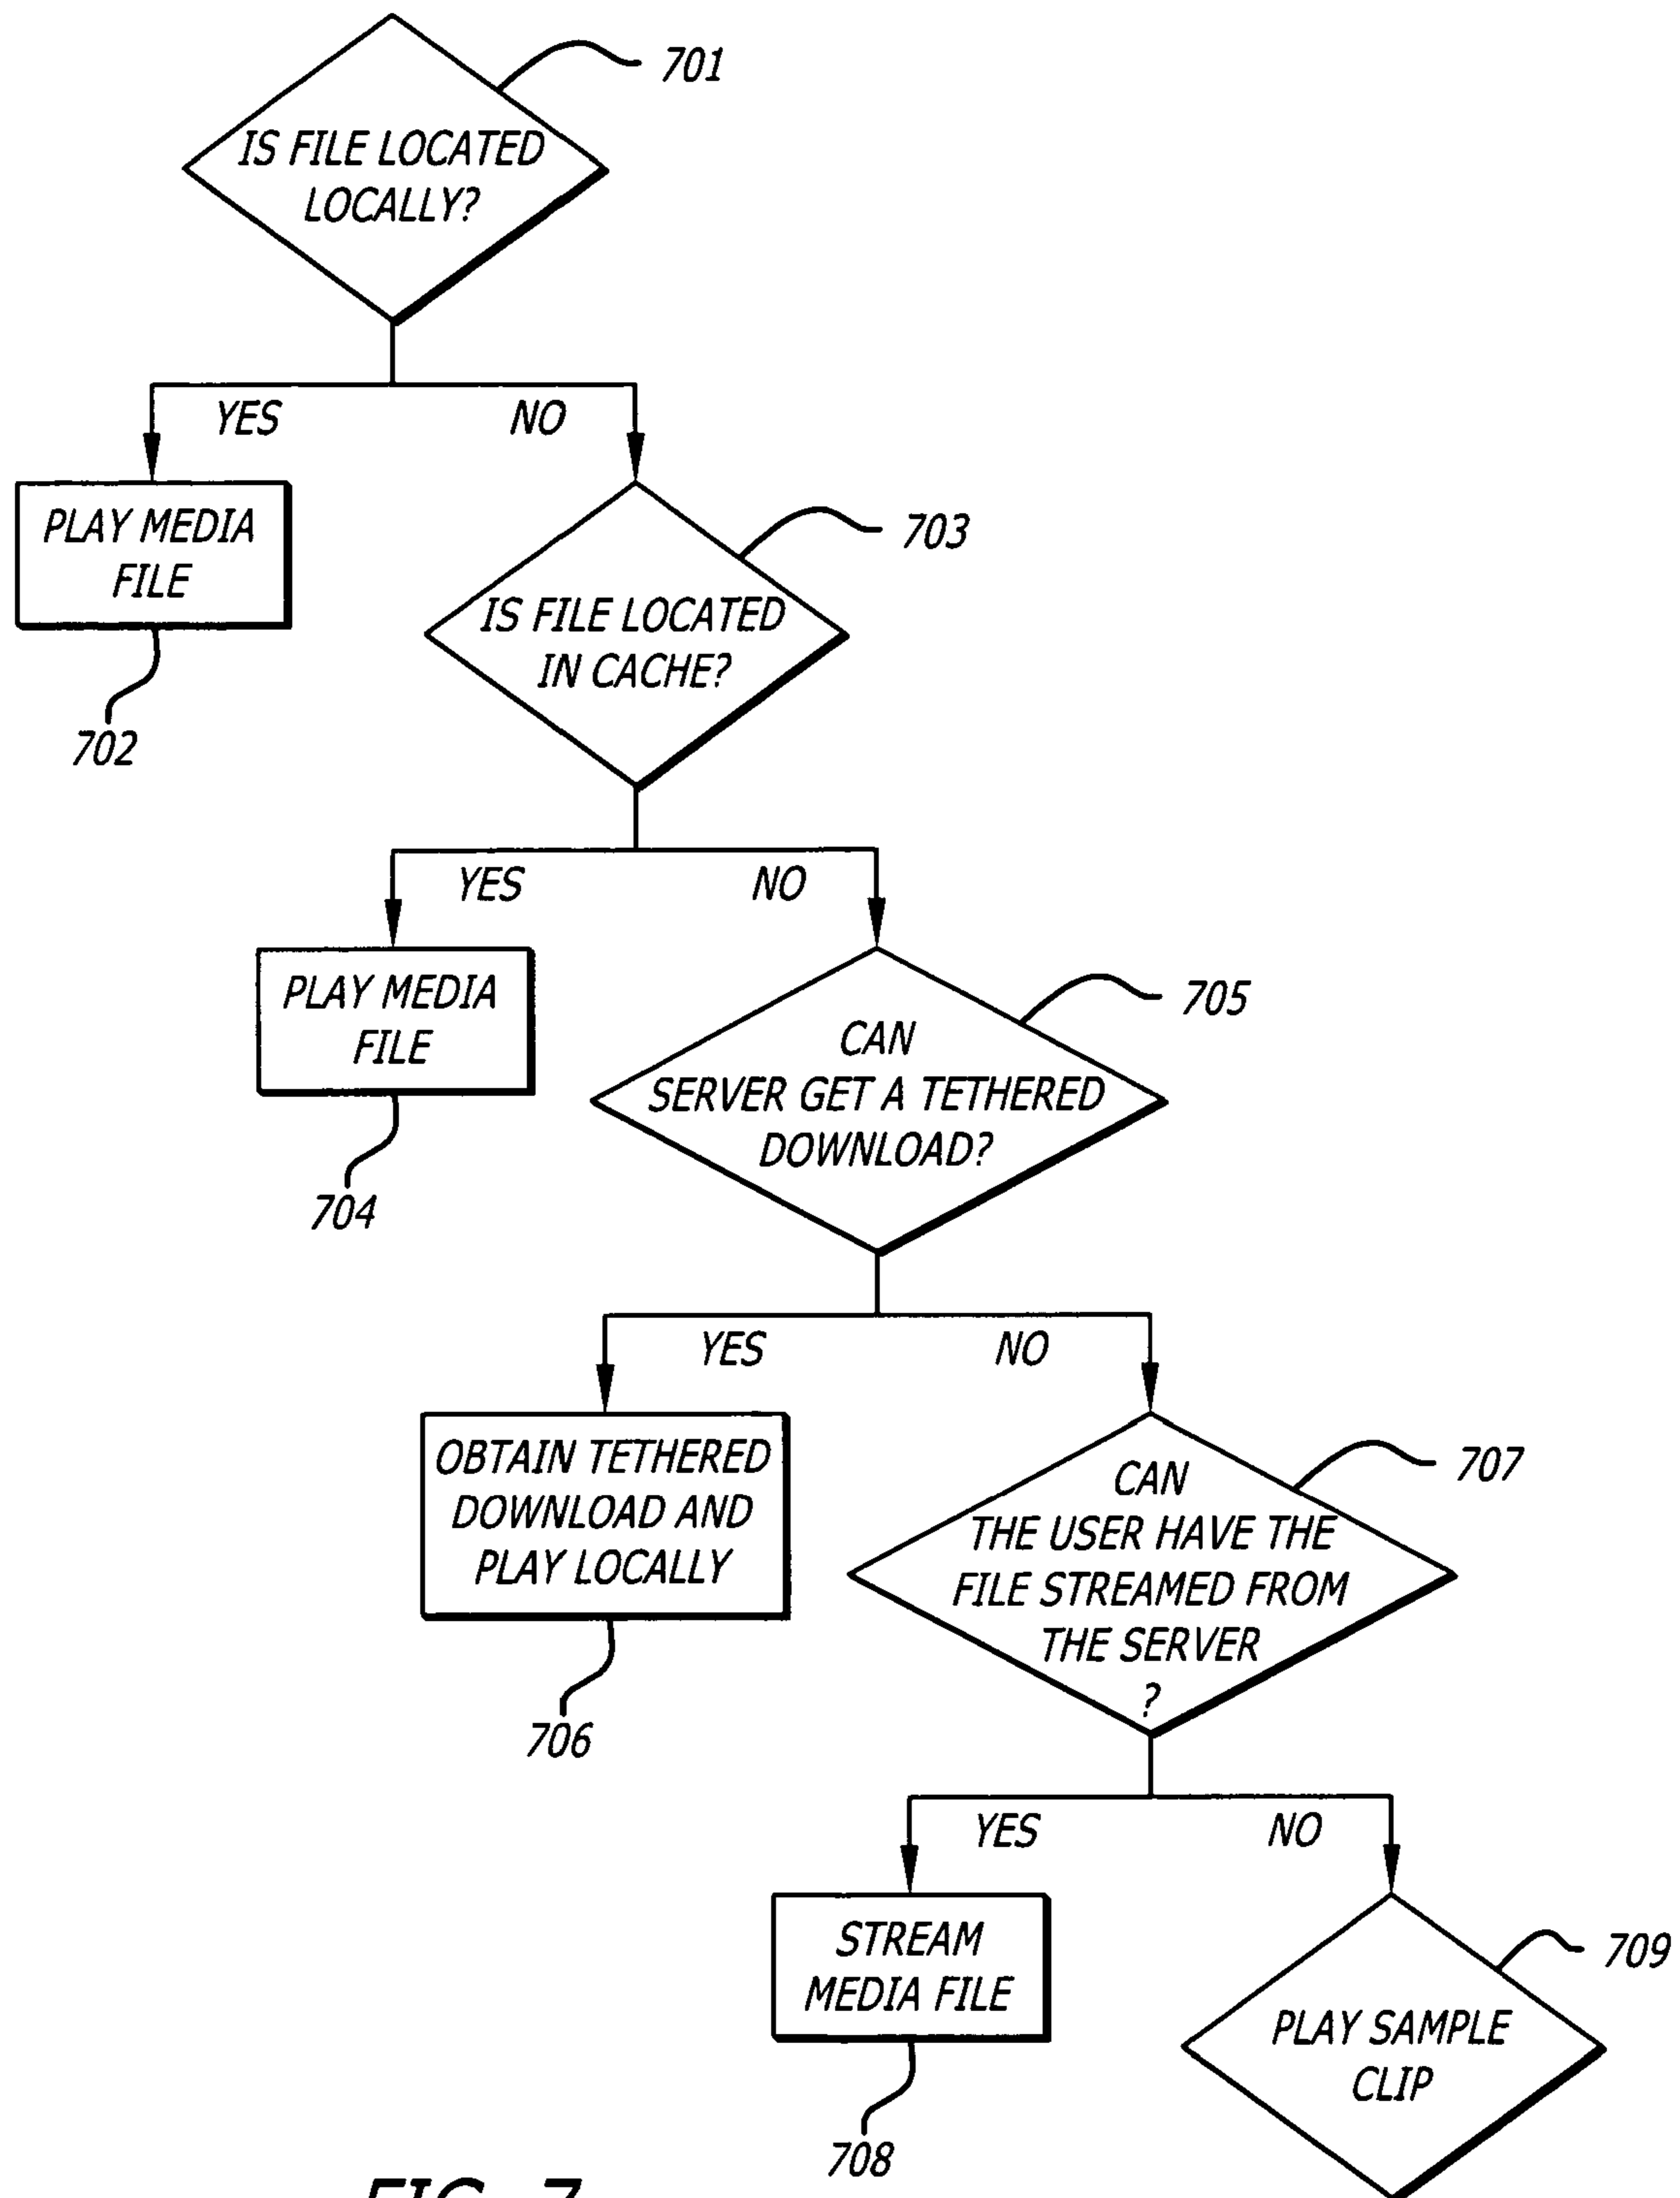 701
IS FILE LOCATED
LOCALLY?
YES
NO
PLAY MEDIA
FILE
702
703
IS FILE LOCATED
IN CACHE?
YES
NO
PLAY MEDIA
FILE
704
705
CAN
SERVER GET A TETHERED
DOWNLOAD?
YES
NO
OBTAIN TETHERED
DOWNLOAD AND
PLAY LOCALLY
706
707
CAN
THE USER HAVE THE
FILE STREAMED FROM
THE SERVER
?
YES
NO
STREAM
MEDIA FILE
708
709
PLAY SAMPLE
CLIP
FIG. 7